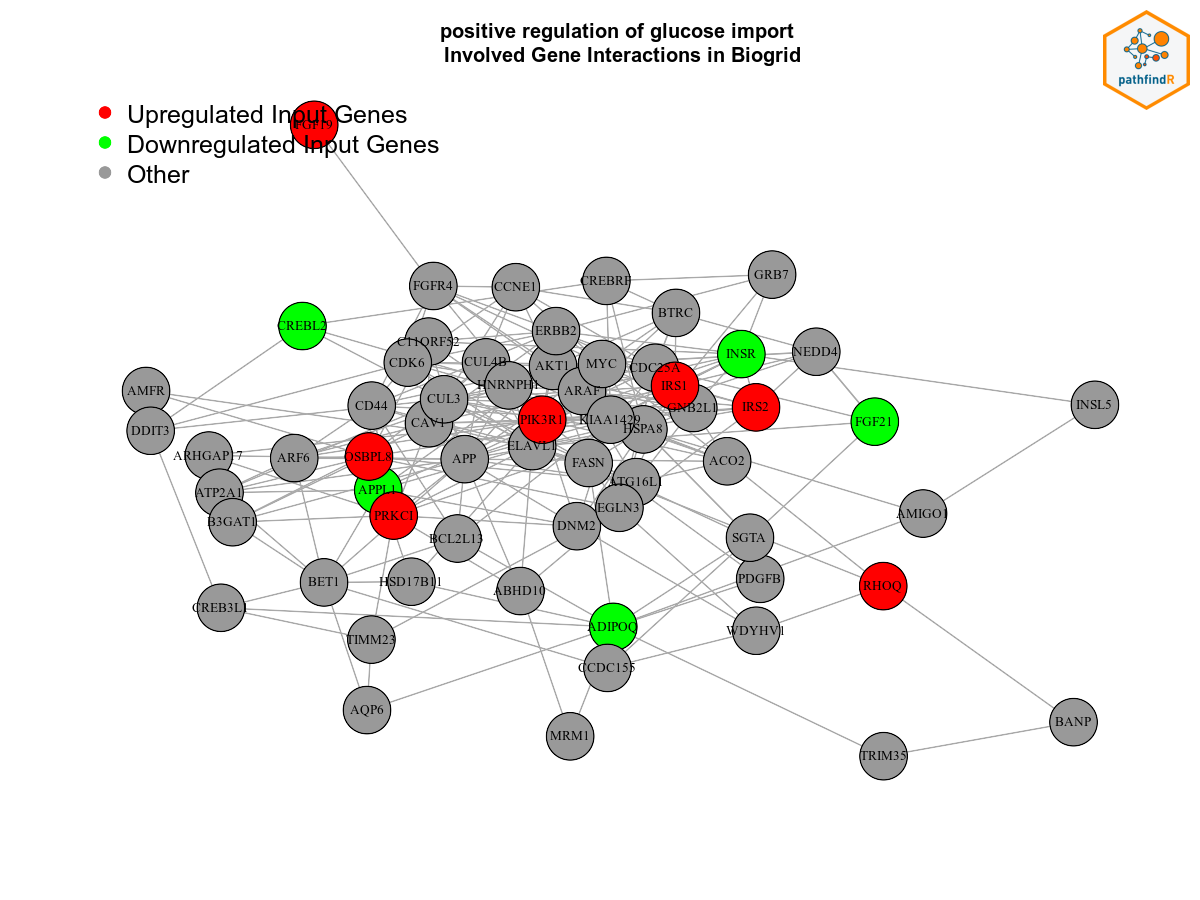 positive regulation of glucose import
Involved Gene Interactions in Biogrid
pathfindR
Upregulated Input Genes
Downregulated Input Genes
Other
FGF19
GRB7
CREBRF
FGFR4
CCNE1
BTRC
CREBL2
ERBB2
C11ORF52
INSR
NEDD4
CDK6
CUL4B
AKT1
MYC
CDC25A
HNRNPH1
IRS1
AMFR
ARAF
CUL3
CD44
IRS2
GNB2L1
INSL5
PIK3R1
KIAA1429
FGF21
CAV1
DDIT3
HSPA8
ELAVL1
ARHGAP17
ARF6
OSBPL8
APP
FASN
ACO2
ATG16L1
APPL1
ATP2A1
EGLN3
PRKCI
AMIGO1
B3GAT1
DNM2
BCL2L13
SGTA
PDGFB
BET1
HSD17B11
RHOQ
ABHD10
CREB3L1
ADIPOQ
WDYHV1
TIMM23
CCDC155
AQP6
BANP
MRM1
TRIM35